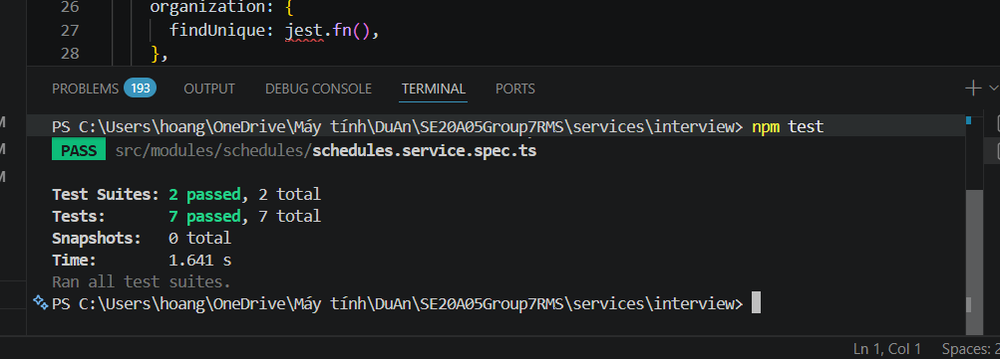 26 organization: {
27 findUnique: jest.fn(),
28 },
PROBLEMS 193 OUTPUT DEBUG CONSOLE TERMINAL PORTS
M
PS C:\Users\hoang\OneDrive\Máy tính\DuAn\SE20A05Group7RMS\services\interview> npm test
M
PASS src/modules/schedules/schedules.service.spec.ts
M
Test Suites: 2 passed, 2 total
Tests: 7 passed, 7 total
Snapshots: 0 total
Time: 1.641 s
Ran all test suites.
PS C:\Users\hoang\OneDrive\Máy tính\DuAn\SE20A05Group7RMS\services\interview>
Ln 1, Col 1 Spaces: 2